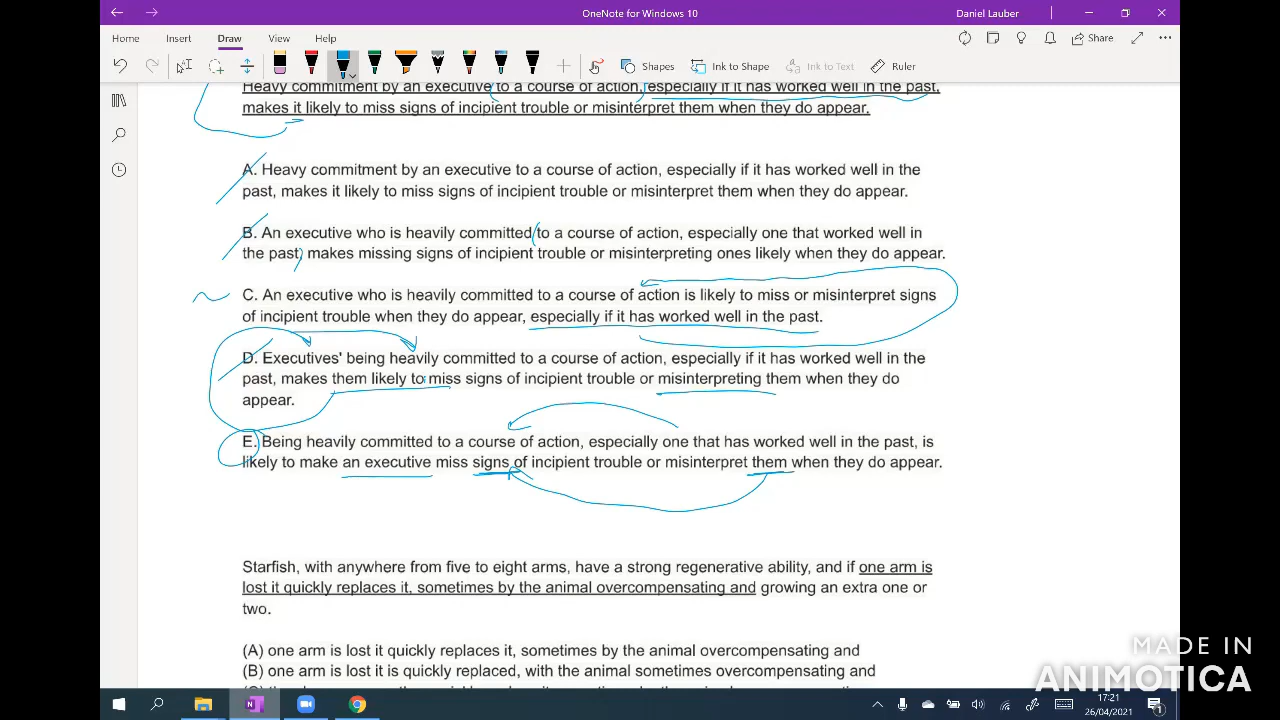 OneNote for Windows 10
Daniel Lauber
Home Insert Draw View Help
Share
Shapes
Ink to Shape
Ink to Text
Ruler
Heavy commitment by an executive to a course of action, especially if it has worked well in the past,
makes it likely to miss signs of incipient trouble or misinterpret them when they do appear.
A. Heavy commitment by an executive to a course of action, especially if it has worked well in the
past, makes it likely to miss signs of incipient trouble or misinterpret them when they do appear.
B. An executive who is heavily committed to a course of action, especially one that worked well in
the past, makes missing signs of incipient trouble or misinterpreting ones likely when they do appear.
C. An executive who is heavily committed to a course of action is likely to miss or misinterpret signs
of incipient trouble when they do appear, especially if it has worked well in the past.
D. Executives' being heavily committed to a course of action, especially if it has worked well in the
past, makes them likely to miss signs of incipient trouble or misinterpreting them when they do
appear.
E. Being heavily committed to a course of action, especially one that has worked well in the past, is
likely to make an executive miss signs of incipient trouble or misinterpret them when they do appear.
Starfish, with anywhere from five to eight arms, have a strong regenerative ability, and if one arm is
lost it quickly replaces it, sometimes by the animal overcompensating and growing an extra one or
two.
(A) one arm is lost it quickly replaces it, sometimes by the animal overcompensating and
(B) one arm is lost it is quickly replaced, with the animal sometimes overcompensating and
MADE IN
ANIMOTICA
17:21
26/04/2021